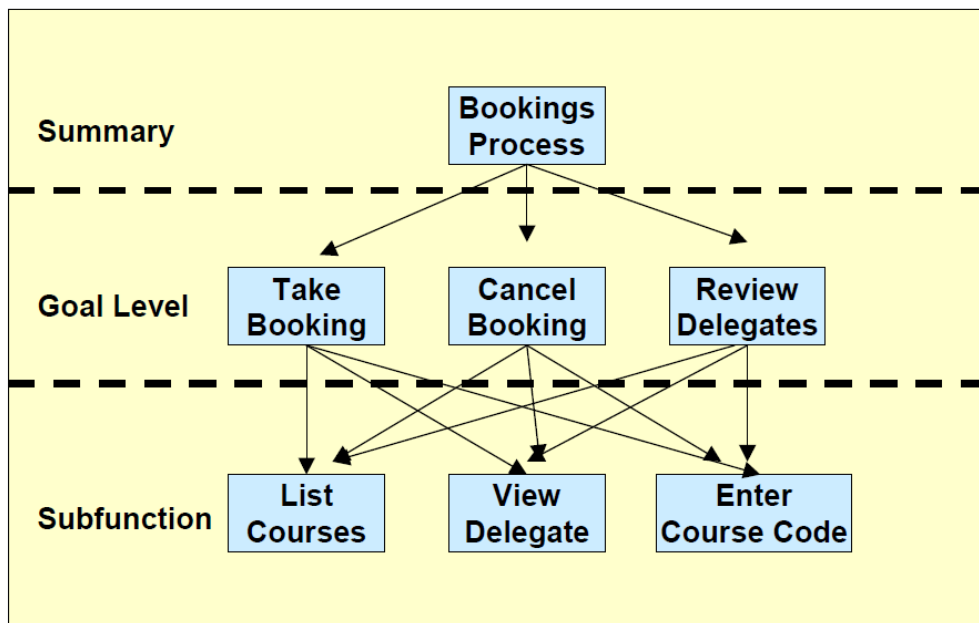 Summary
Bookings
Process
Goal Level
Take
Booking
Cancel
Booking
Review
Delegates
Subfunction
List
Courses
View
Delegate
Enter
Course Code